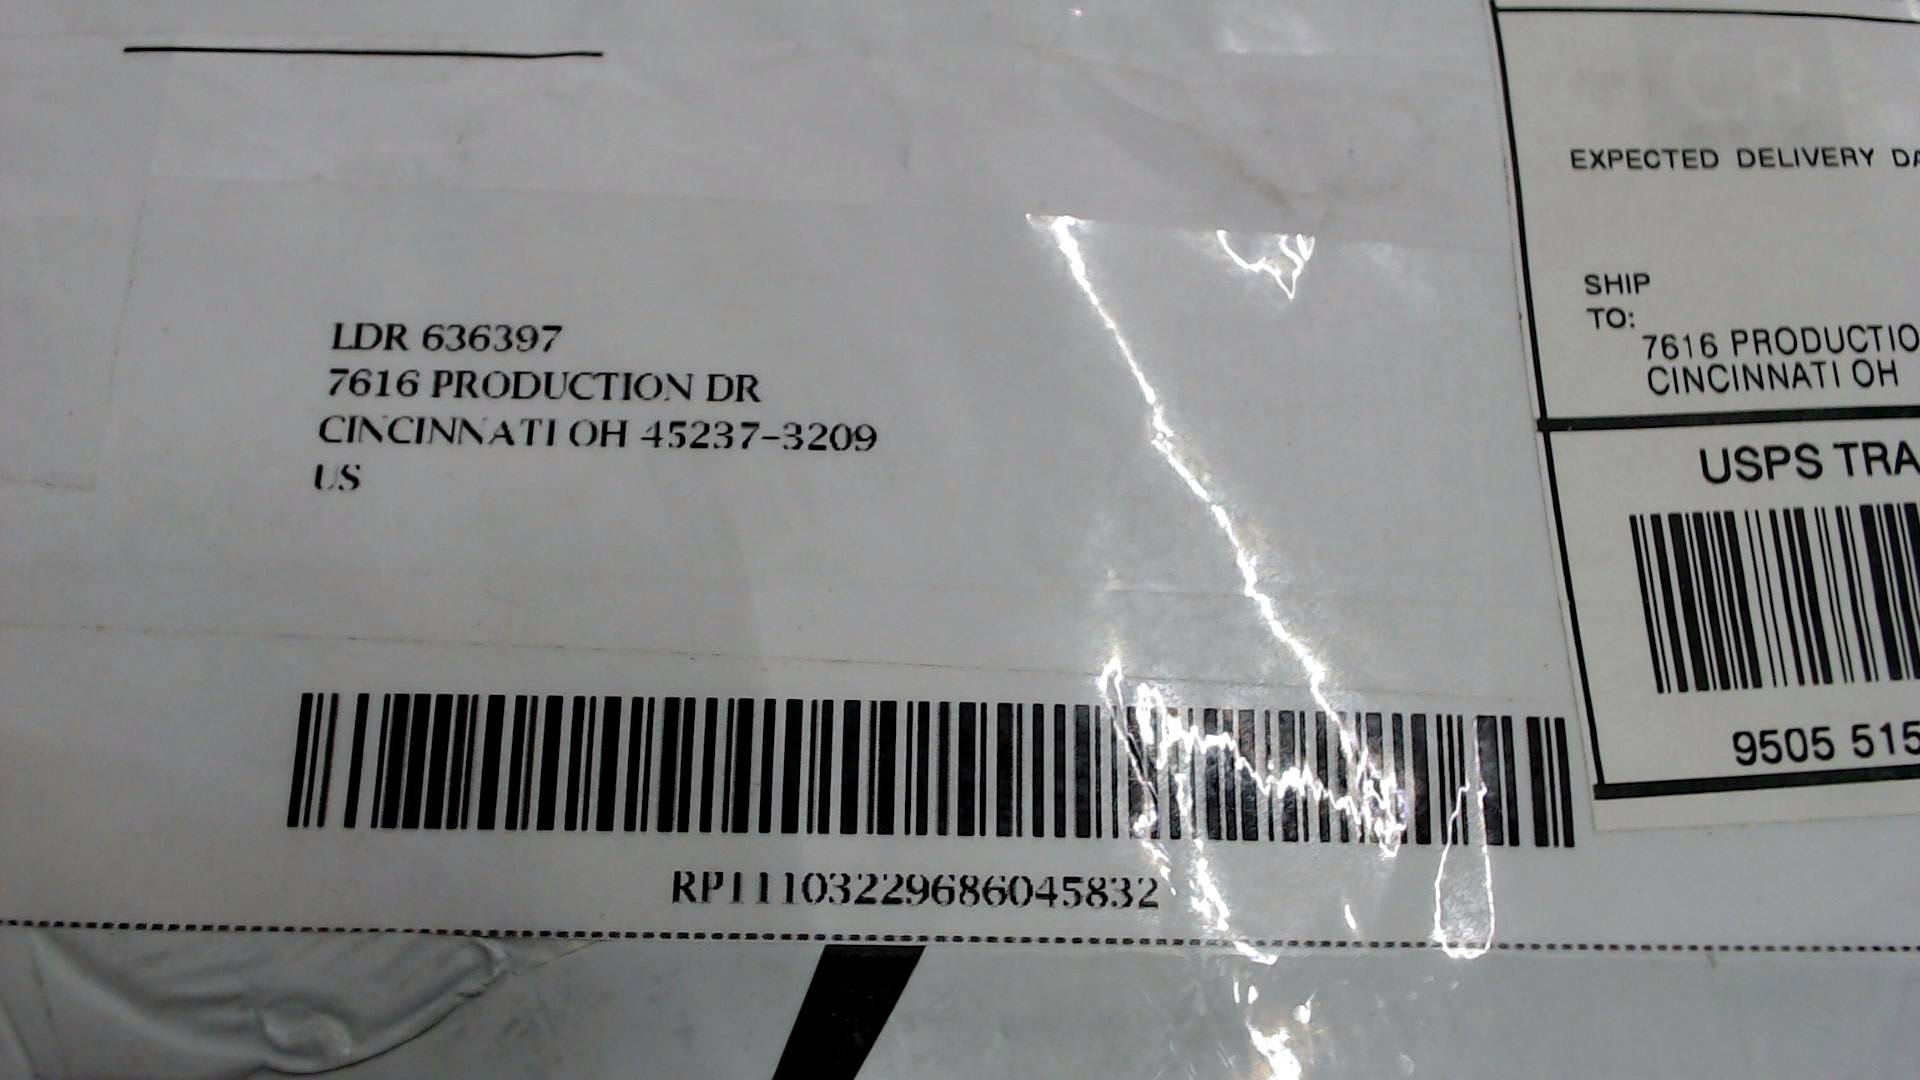 LDR 636397
7616 PRODUCTION DR
CINCINNATI OH 45237-3209
US
RP11103229686045832
EXPECTED DELIVERY DA
SHIP
TO:
7616 PRODUCTIO
CINCINNATI OH
USPS TRA
9505 515